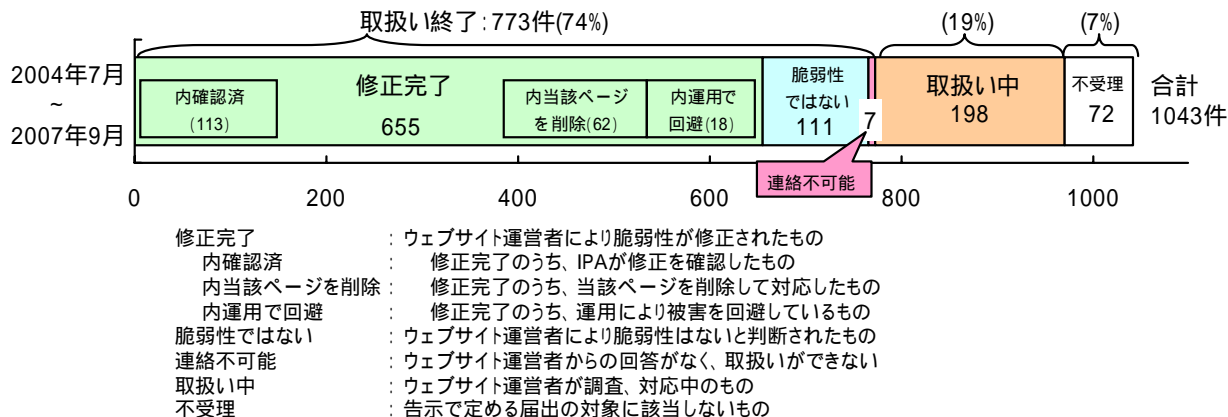 取扱い終了:773件(74%)
(19%)
(7%)
2004年7月
~
2007年9月
内確認済
(113)
修正完了
655
内当該ページ
を削除(62)
内運用で
回避(18)
脆弱性
ではない
111
7
取扱い中
198
不受理
72
合計
1043件
連絡不可能
0
200
400
600
800
1000
修正完了 : ウェブサイト運営者により脆弱性が修正されたもの
内確認済 : 修正完了のうち、IPAが修正を確認したもの
内当該ページを削除 : 修正完了のうち、当該ページを削除して対応したもの
内運用で回避 : 修正完了のうち、運用により被害を回避しているもの
脆弱性ではない : ウェブサイト運営者により脆弱性はないと判断されたもの
連絡不可能 : ウェブサイト運営者からの回答がなく、取扱いができない
取扱い中 : ウェブサイト運営者が調査、対応中のもの
不受理 : 告示で定める届出の対象に該当しないもの